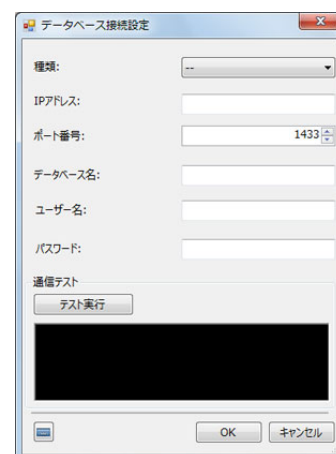 データベース接続設定
種類: --
IPアドレス:
ポート番号: 1433
データベース名:
ユーザー名:
パスワード:
通信テスト
テスト実行
OK キャンセル